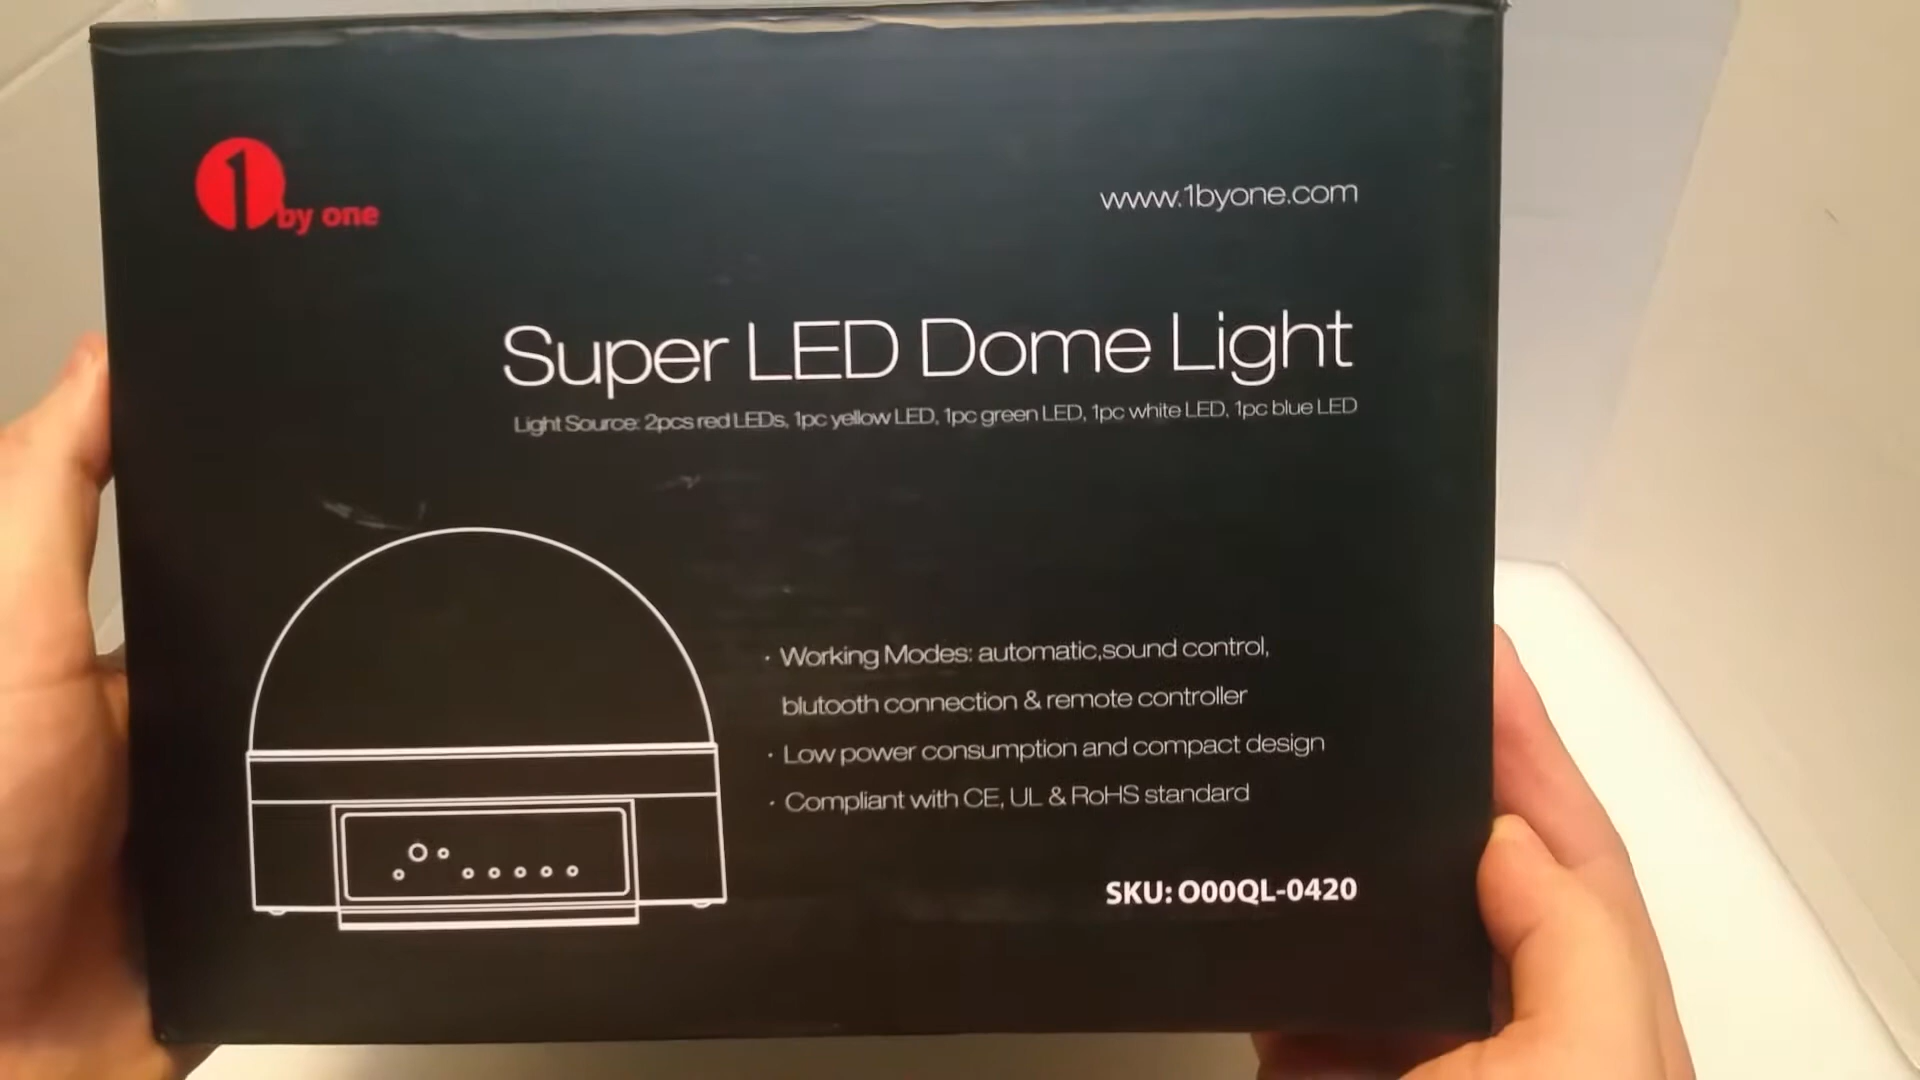 1 by one
www.1byone.com
Super LED Dome Light
Light Source: 2pcs red LEDs, 1pc yellow LED, 1pc green LED, 1pc white LED, 1pc blue LED
· Working Modes: automatic,sound control,
blutooth connection & remote controller
· Low power consumption and compact design
· Compliant with CE, UL & RoHS standard
SKU: O00QL-0420